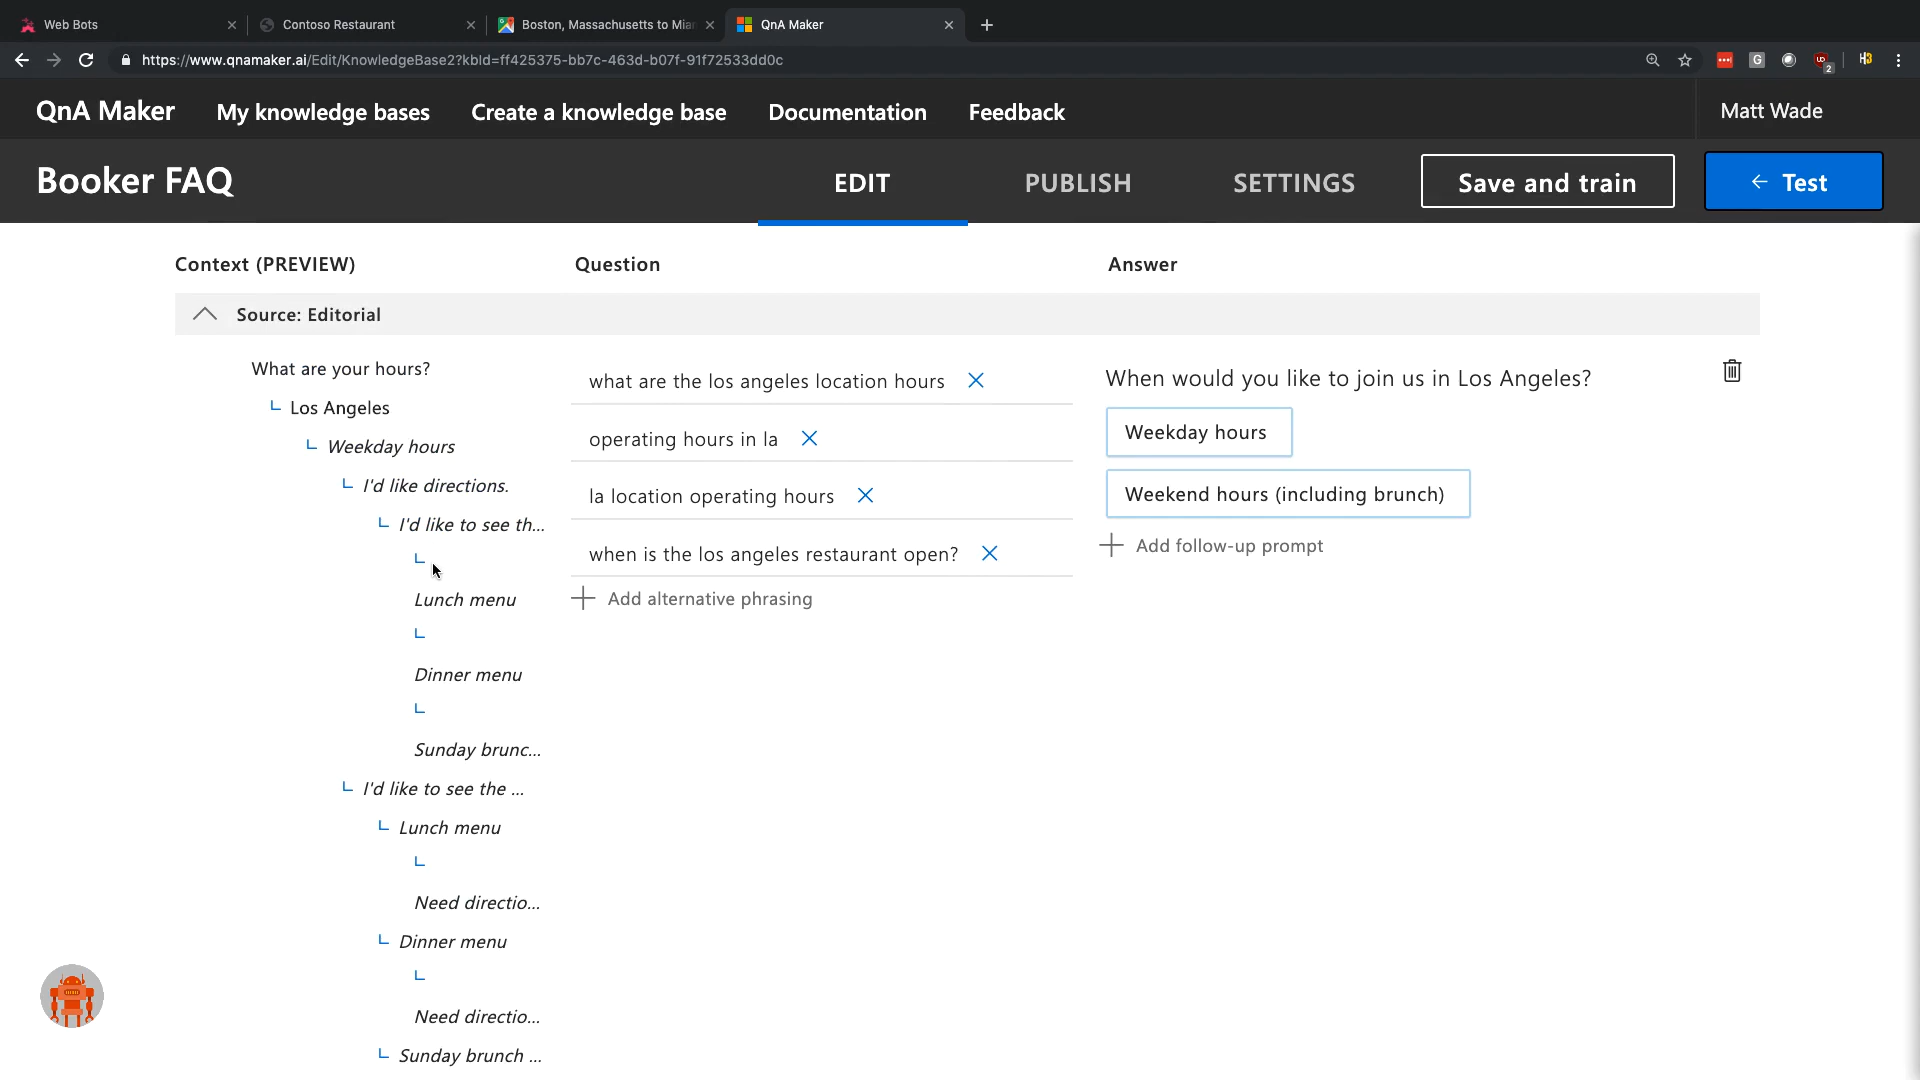 Web Bots
Contoso Restaurant
Boston, Massachusetts to Miar
QnA Maker
https://www.qnamaker.ai/Edit/KnowledgeBase2?kbId=ff425375-bb7c-463d-b07f-91f72533dd0c
QnA Maker My knowledge bases Create a knowledge base Documentation Feedback Matt Wade
Booker FAQ EDIT PUBLISH SETTINGS Save and train ← Test
Context (PREVIEW) Question Answer
Source: Editorial
What are your hours?
Los Angeles
Weekday hours
I'd like directions.
I'd like to see th...
Lunch menu
Dinner menu
Sunday brunc...
I'd like to see the ...
Lunch menu
Need directio...
Dinner menu
Need directio...
Sunday brunch ...
what are the los angeles location hours
operating hours in la
la location operating hours
when is the los angeles restaurant open?
Add alternative phrasing
When would you like to join us in Los Angeles?
Weekday hours
Weekend hours (including brunch)
Add follow-up prompt